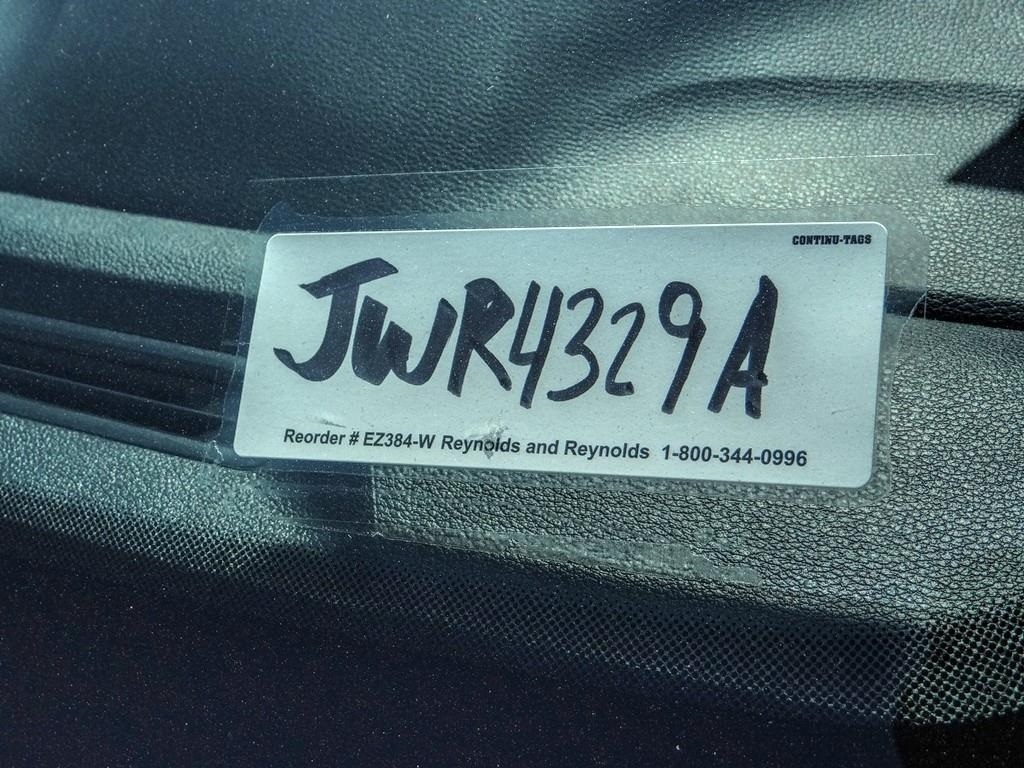 CONTINU-TAGS
JWR4329A
Reorder # EZ384-W Reynolds and Reynolds 1-800-344-0996